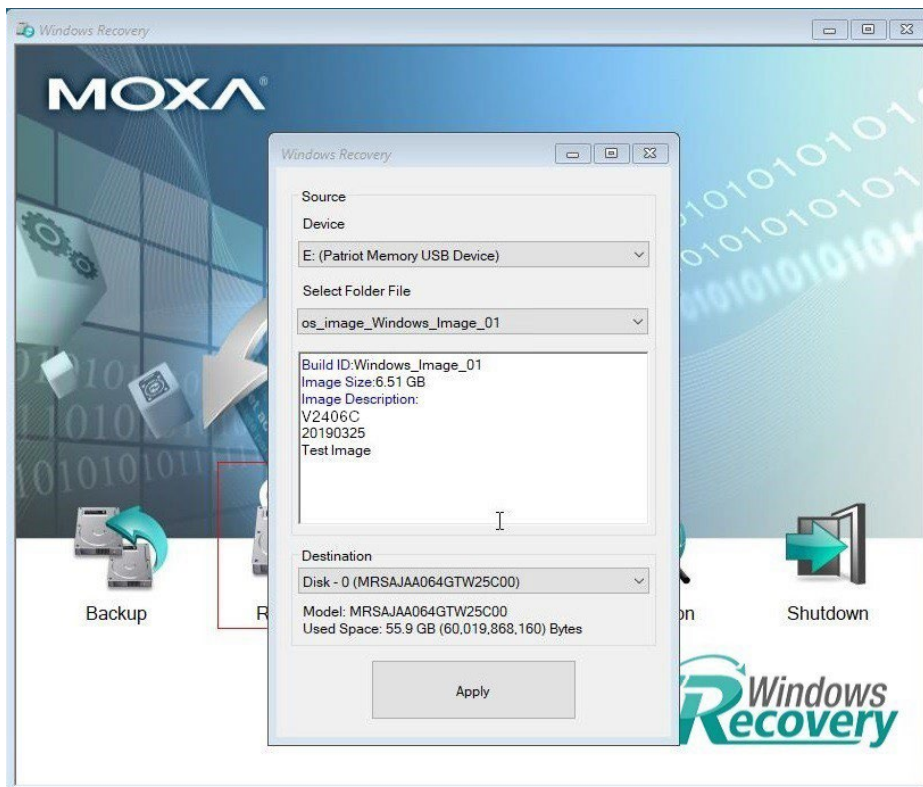 Windows Recovery
MOXA®
Windows Recovery
Source
Device
E: (Patriot Memory USB Device)
Select Folder File
os_image_Windows_Image_01
Build ID:Windows_Image_01
Image Size:6.51 GB
Image Description:
V2406C
20190325
Test Image
Destination
Disk - 0 (MRSAJAA064GTW25C00)
Model: MRSAJAA064GTW25C00
Used Space: 55.9 GB (60,019,868,160) Bytes
Apply
Backup
R
on
Shutdown
Windows
Recovery